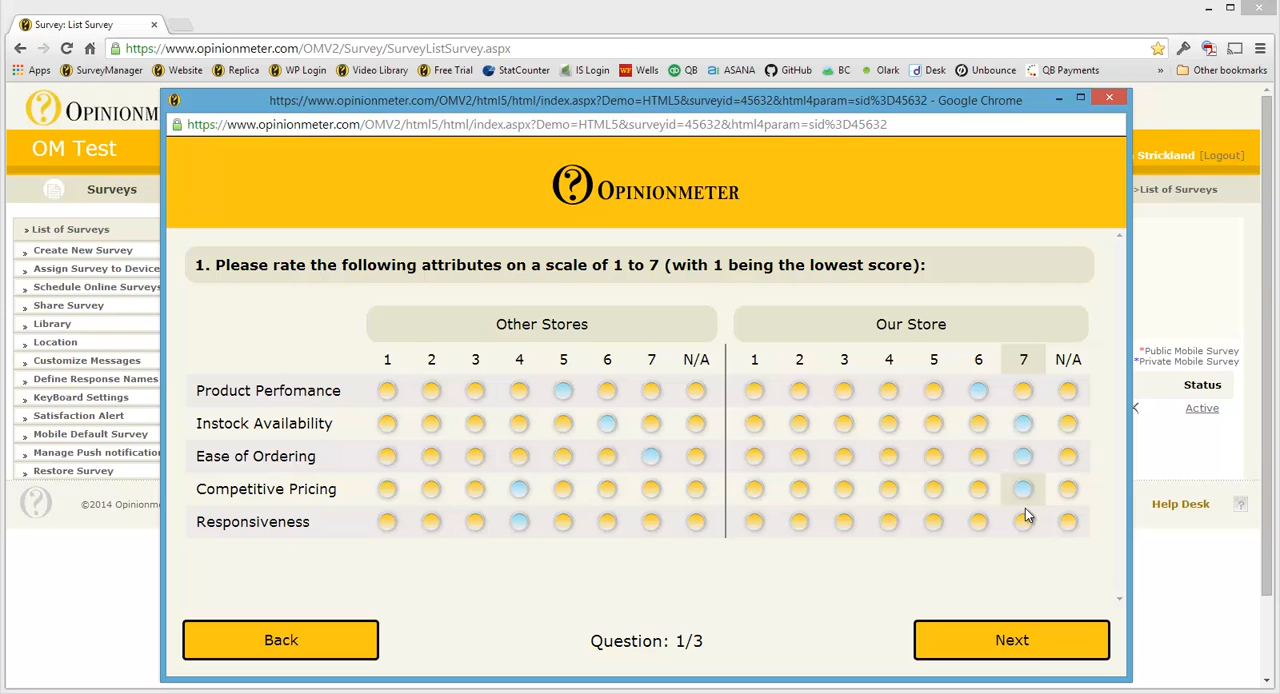 Survey: List Survey
https://www.opinionmeter.com/OMV2/Survey/SurveyListSurvey.aspx
Apps SurveyManager Website Replica WP Login Video Library Free Trial StatCounter IS Login Wells QB ASANA GitHub BC Olark Desk Unbounce QB Payments » Other bookmarks
OPINIONM
OM Test
Strickland [Logout]
Surveys
>List of Surveys
» List of Surveys
Create New Survey
Assign Survey to Device
Schedule Online Surveys
Share Survey
Library
Location
Customize Messages
Define Response Names
KeyBoard Settings
Satisfaction Alert
Mobile Default Survey
Manage Push notification
Restore Survey
©2014 Opinionm
*Public Mobile Survey
*Private Mobile Survey
Status
Active
Help Desk ?
https://www.opinionmeter.com/OMV2/html5/html/index.aspx?Demo=HTML5&surveyid=45632&html4param=sid%3D45632 - Google Chrome
https://www.opinionmeter.com/OMV2/html5/html/index.aspx?Demo=HTML5&surveyid=45632&html4param=sid%3D45632
? OPINIONMETER
1. Please rate the following attributes on a scale of 1 to 7 (with 1 being the lowest score):
Other Stores Our Store
1 2 3 4 5 6 7 N/A 1 2 3 4 5 6 7 N/A
Product Perfomance
Instock Availability
Ease of Ordering
Competitive Pricing
Responsiveness
Back Question: 1/3 Next